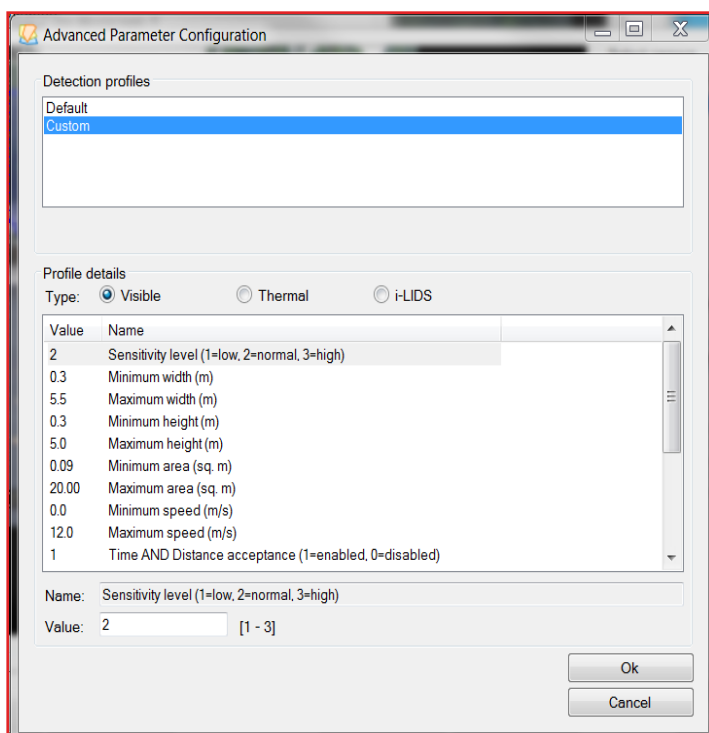 Advanced Parameter Configuration
Detection profiles
Default
Custom
Profile details
Type: Visible Thermal i-LIDS
Value Name
2 Sensitivity level (1=low, 2=normal, 3=high)
0.3 Minimum width (m)
5.5 Maximum width (m)
0.3 Minimum height (m)
5.0 Maximum height (m)
0.09 Minimum area (sq. m)
20.00 Maximum area (sq. m)
0.0 Minimum speed (m/s)
12.0 Maximum speed (m/s)
1 Time AND Distance acceptance (1=enabled, 0=disabled)
Name: Sensitivity level (1=low, 2=normal, 3=high)
Value: 2 [1 - 3]
Ok
Cancel